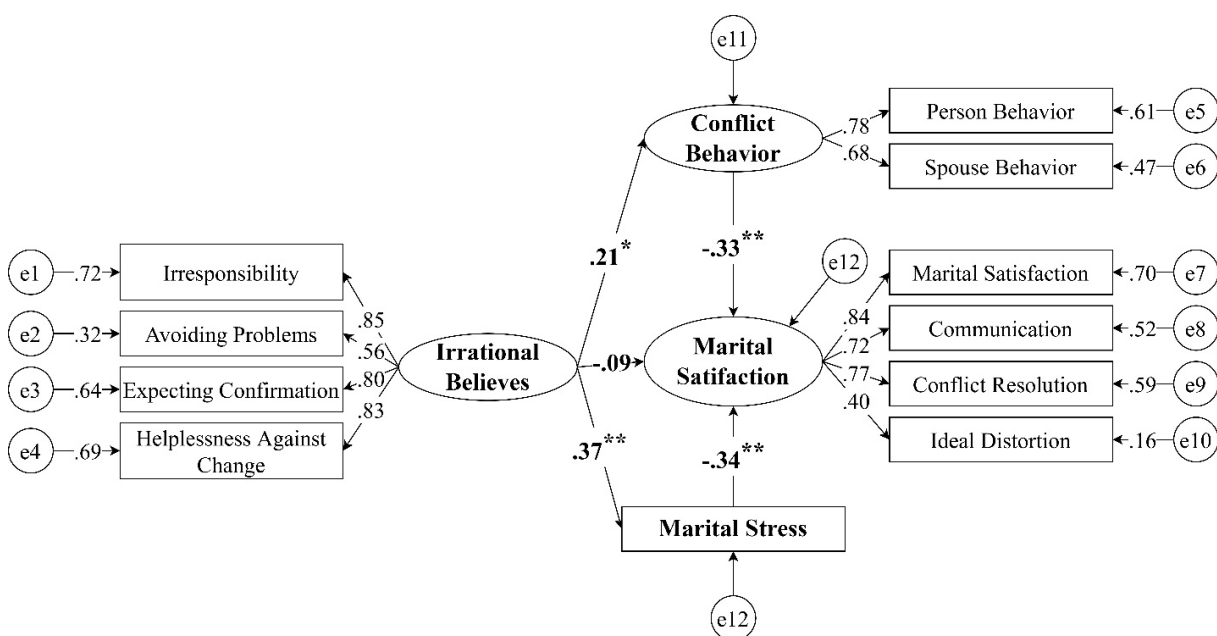 e11
Conflict
Behavior
Person Behavior
.61
e5
.78
.68
Spouse Behavior
.47
e6
.21*
-.33**
e1
.72
Irresponsibility
.85
e12
Marital Satisfaction
.70
e7
.84
e2
.32
Avoiding Problems
.56
Irrational
Believes
-.09
Marital
Satifaction
.72
Communication
.52
e8
e3
.64
Expecting Confirmation
.80
.77
Conflict Resolution
.59
e9
.83
.40
e4
.69
Helplessness Against
Change
Ideal Distortion
.16
e10
.37**
-.34**
Marital Stress
e12